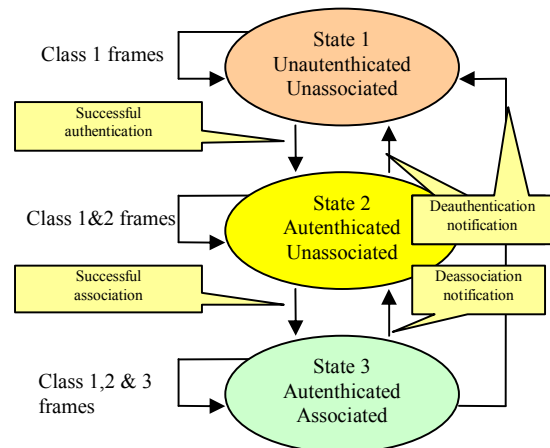 State 1
Unautenthicated
Unassociated
Class 1 frames
Successful
authentication
State 2
Autenthicated
Unassociated
Class 1&2 frames
Deauthentication
notification
Successful
association
Deassociation
notification
State 3
Autenthicated
Associated
Class 1,2 & 3
frames